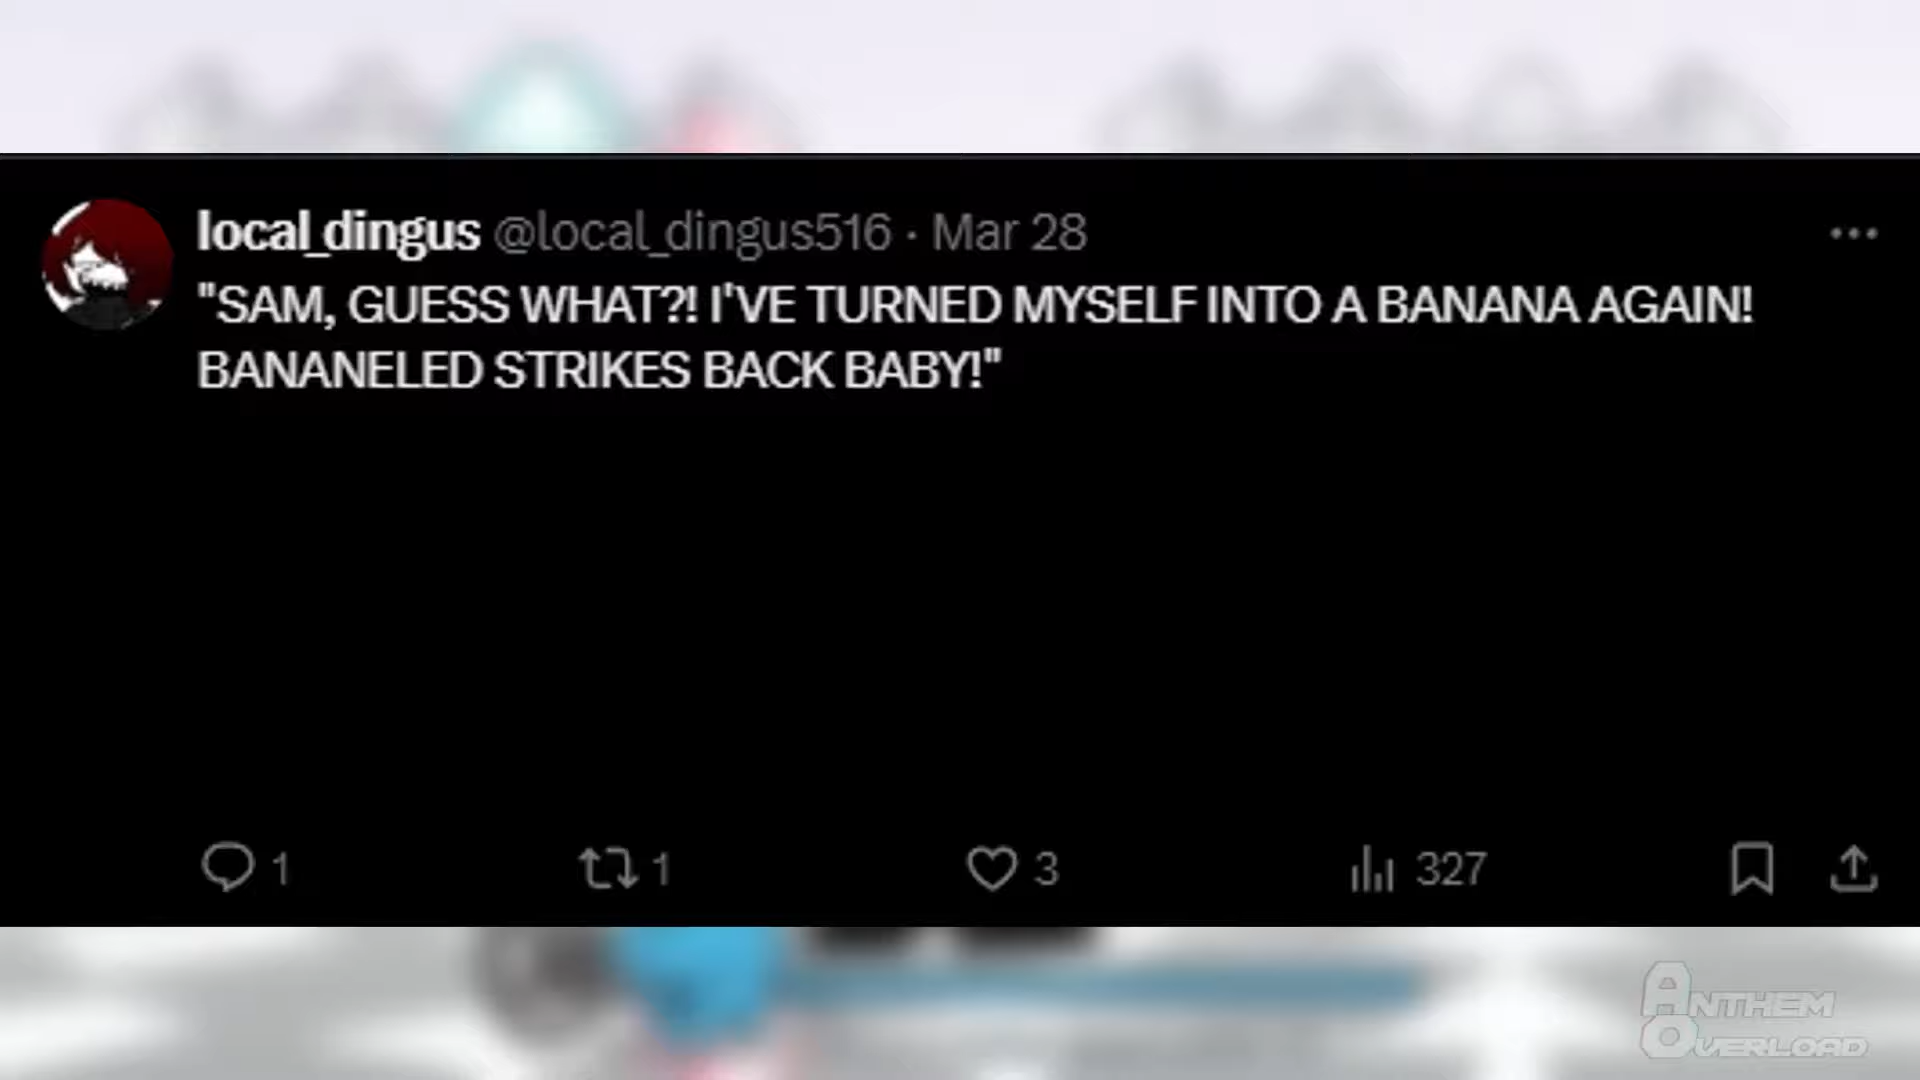 local_dingus @local_dingus516 · Mar 28
"SAM, GUESS WHAT?! I'VE TURNED MYSELF INTO A BANANA AGAIN!
BANANELED STRIKES BACK BABY!"
1 1 3 327
ANTHEM
OVERLOAD